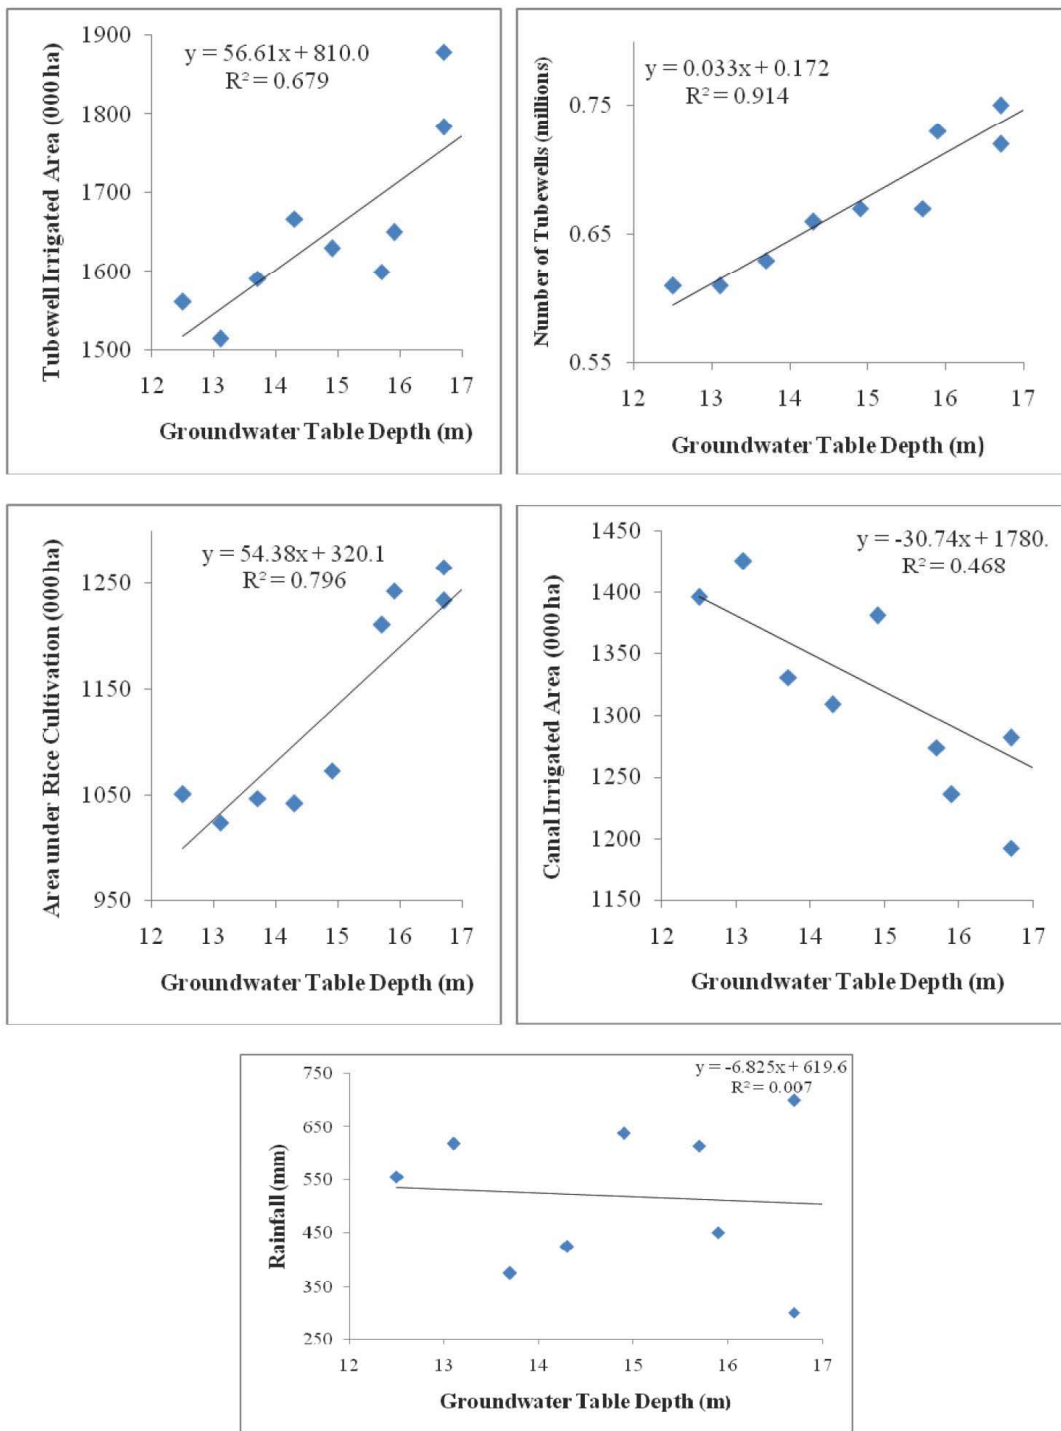 y = 56.61x + 810.0
R² = 0.679
1900
1800
1700
1600
1500
12 13 14 15 16 17
Tubewell Irrigated Area (000 ha)
Groundwater Table Depth (m)
y = 0.033x + 0.172
R² = 0.914
0.75
0.65
0.55
12 13 14 15 16 17
Number of Tubewells (millions)
Groundwater Table Depth (m)
y = 54.38x + 320.1
R² = 0.796
1250
1150
1050
950
12 13 14 15 16 17
Area under Rice Cultivation (000 ha)
Groundwater Table Depth (m)
y = -30.74x + 1780.
R² = 0.468
1450
1400
1350
1300
1250
1200
1150
12 13 14 15 16 17
Canal Irrigated Area (000 ha)
Groundwater Table Depth (m)
y = -6.825x + 619.6
R² = 0.007
750
650
550
450
350
250
12 13 14 15 16 17
Rainfall (mm)
Groundwater Table Depth (m)